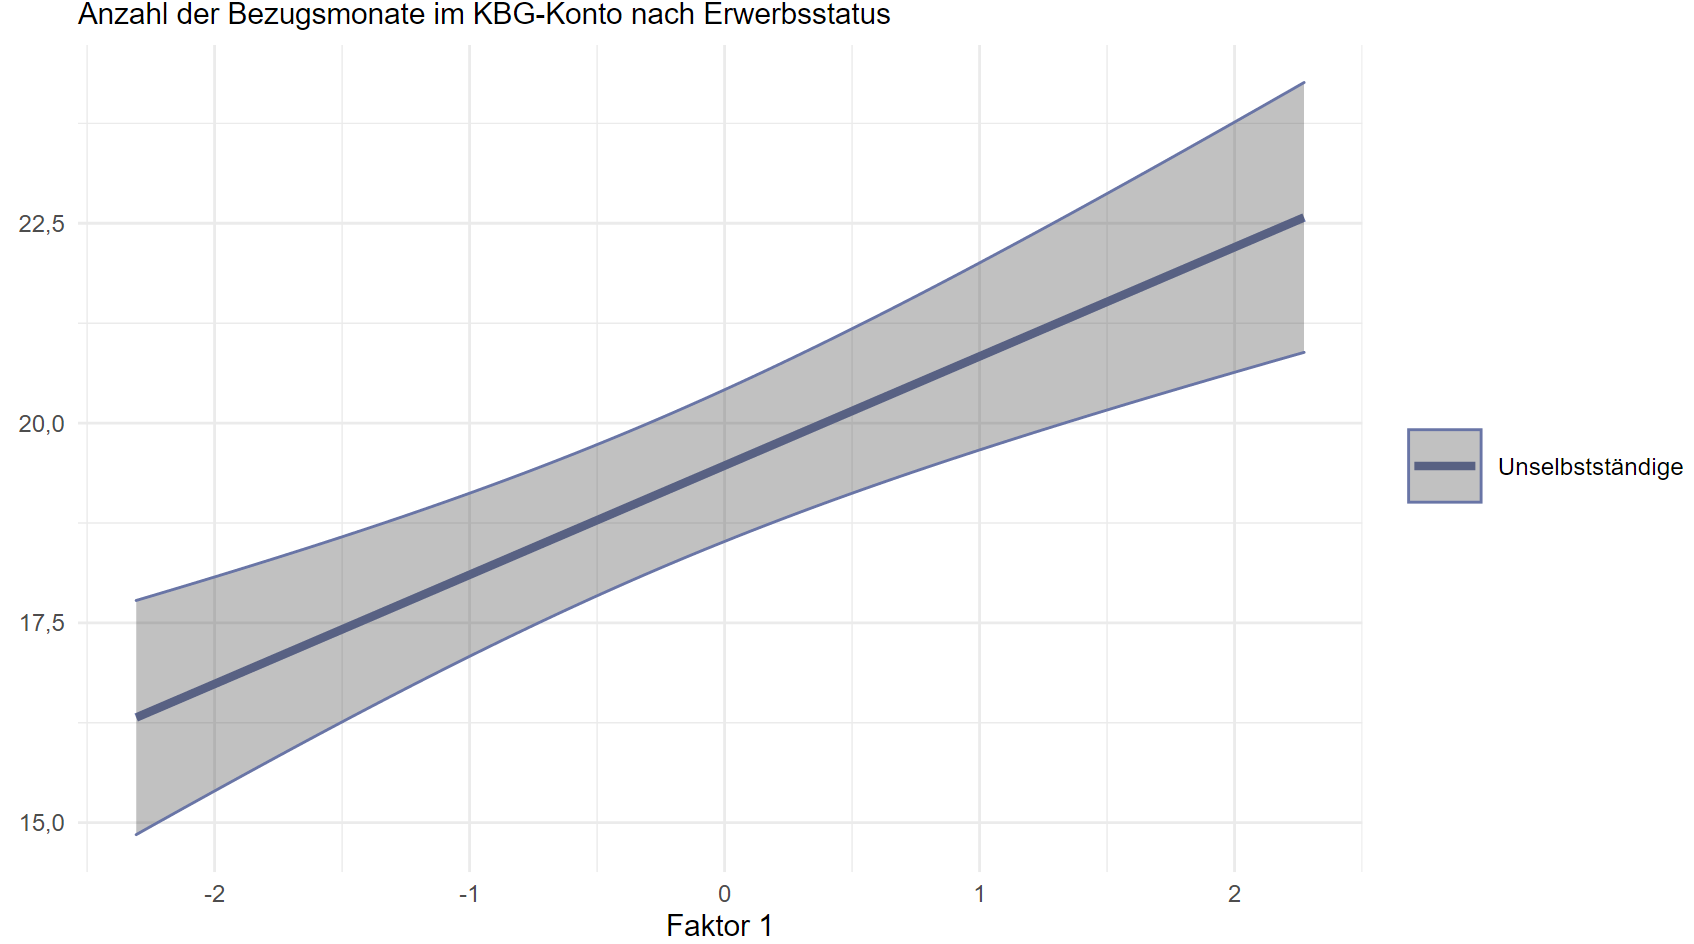 Anzahl der Bezugsmonate im KBG-Konto nach Erwerbsstatus
22,5
20,0
17,5
15,0
-2 -1 0 1 2
Faktor 1
Unselbstständige